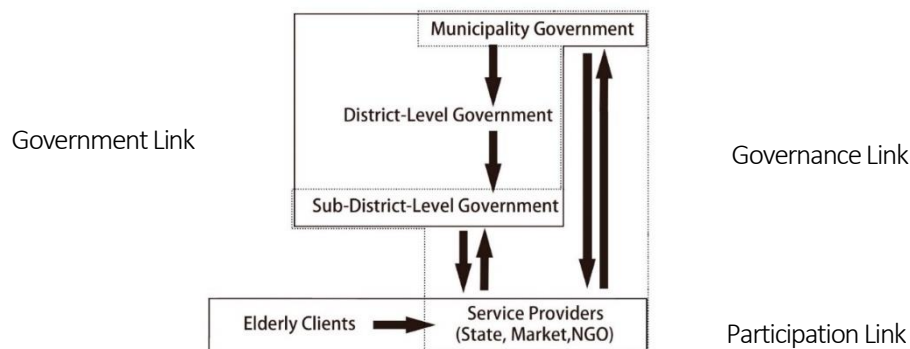 Municipality Government
District-Level Government
Government Link
Governance Link
Sub-District-Level Government
Elderly Clients
Service Providers
(State, Market,NGO)
Participation Link